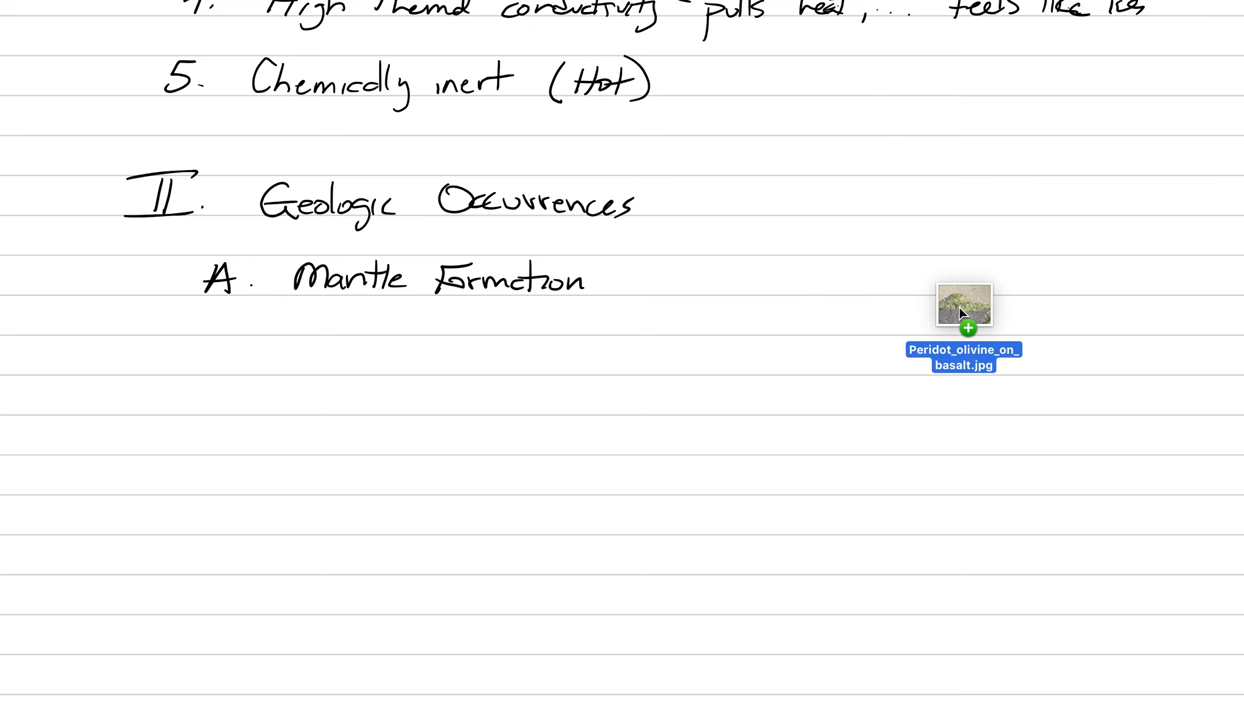 4. High thermal conductivity - pulls heat, ... feels like ice
5. Chemically inert (Hot)
II. Geologic Occurrences
A. Mantle Formation
Peridot_olivine_on_
basalt.jpg